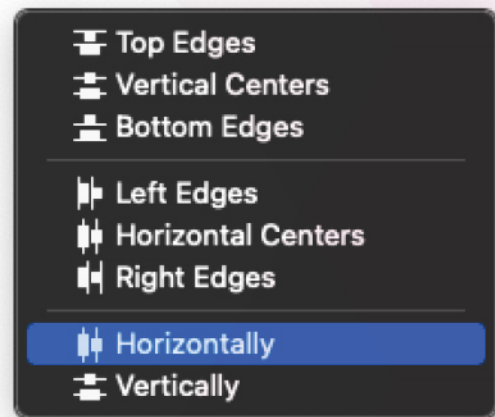 Top Edges
Vertical Centers
Bottom Edges
Left Edges
Horizontal Centers
Right Edges
Horizontally
Vertically